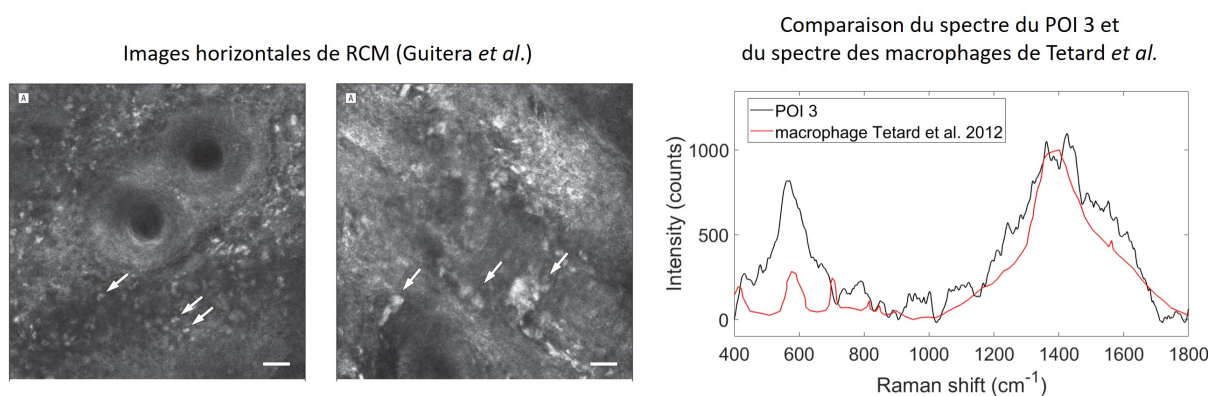 Images horizontales de RCM (Guitera et al.)
A
A
Comparaison du spectre du POI 3 et
du spectre des macrophages de Tetard et al.
POI 3
macrophage Tetard et al. 2012
1000
500
0
Intensity (counts)
400 600 800 1000 1200 1400 1600 1800
Raman shift (cm⁻¹)